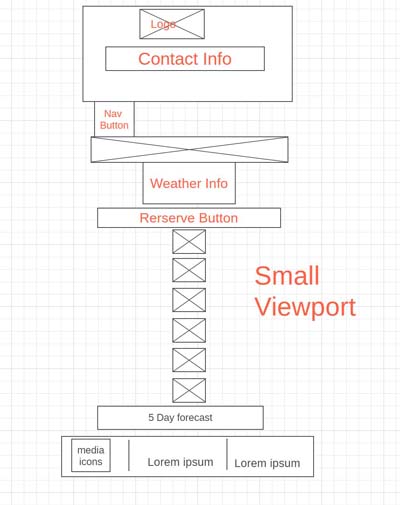 Logo
Contact Info
Nav
Button
Weather Info
Rerserve Button
Small
Viewport
5 Day forecast
media
icons
Lorem ipsum
Lorem ipsum